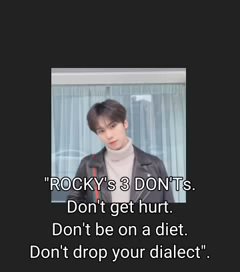 "ROCKY's 3 DON'Ts.
Don't get hurt.
Don't be on a diet.
Don't drop your dialect".